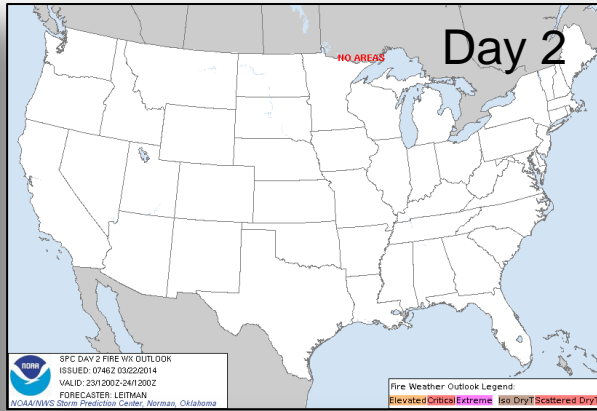 Day 2
NO AREAS
NOAA
SPC DAY 2 FIRE WX OUTLOOK
ISSUED: 0746Z 03/22/2014
VALID: 23/1200Z-24/1200Z
FORECASTER: LEITMAN
NOAA/NWS Storm Prediction Center, Norman, Oklahoma
Fire Weather Outlook Legend:
Elevated Critical Extreme Iso DryT Scattered DryT